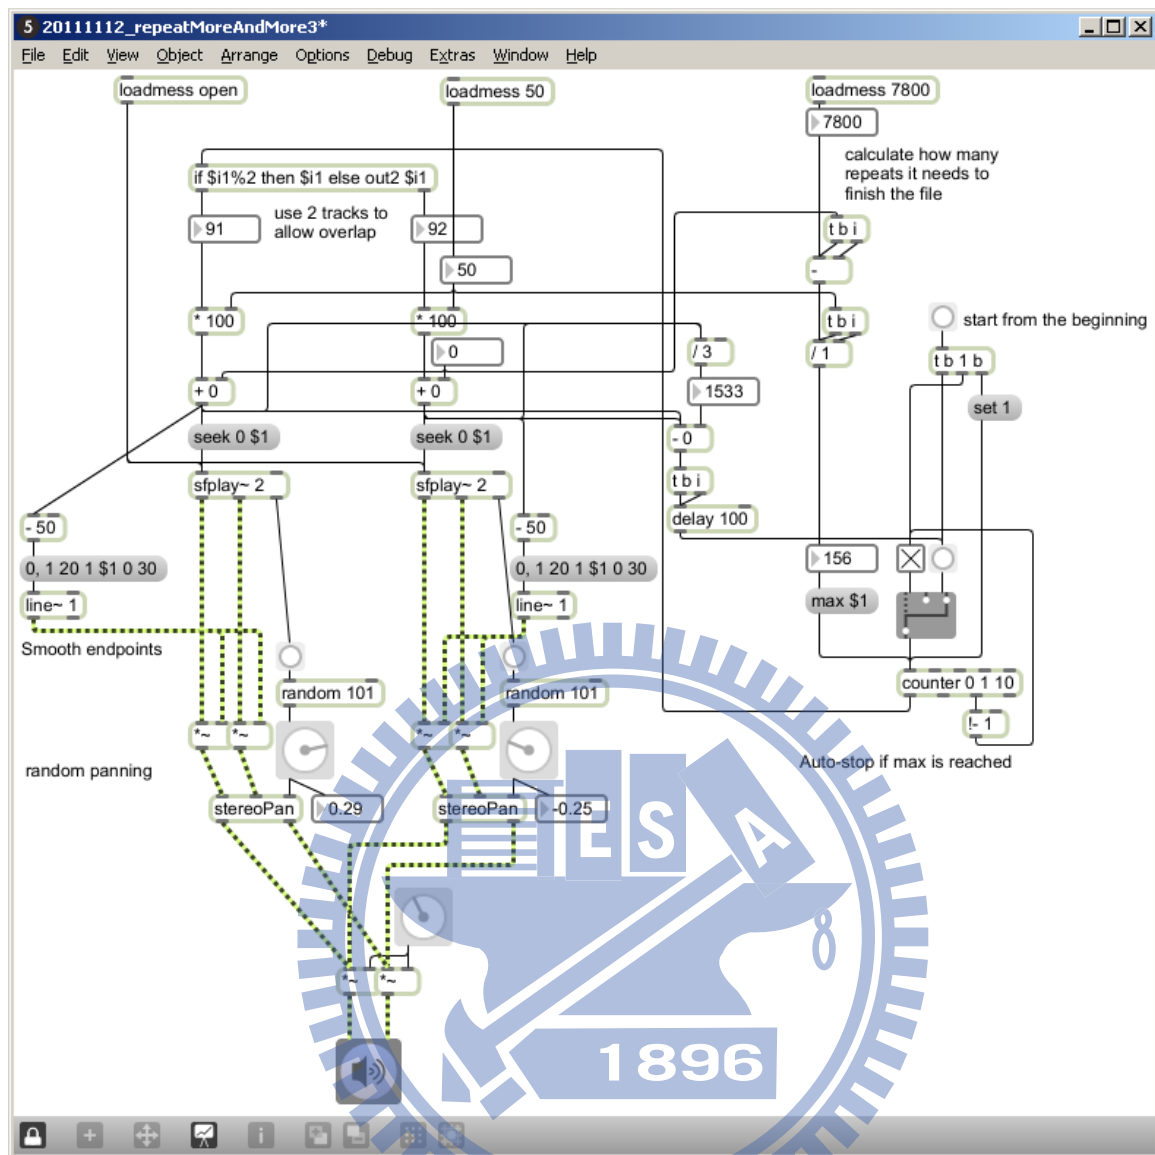 5 20111112_repeatMoreAndMore3*
File Edit View Object Arrange Options Debug Extras Window Help
loadmess open
loadmess 50
loadmess 7800
7800
calculate how many
repeats it needs to
finish the file
if $i1%2 then $i1 else out2 $i1
91
use 2 tracks to
allow overlap
92
50
t b i
-
* 100
* 100
t b i
start from the beginning
0
/ 3
/ 1
t b 1 b
+ 0
+ 0
1533
set 1
seek 0 $1
seek 0 $1
- 0
sfplay~ 2
sfplay~ 2
t b i
- 50
- 50
delay 100
0, 1 20 1 $1 0 30
0, 1 20 1 $1 0 30
156
line~ 1
line~ 1
max $1
Smooth endpoints
random 101
random 101
counter 0 1 10
!- 1
*~
*~
*~
*~
random panning
Auto-stop if max is reached
stereoPan
0.29
stereoPan
-0.25
E S A
8
*~
*~
1896